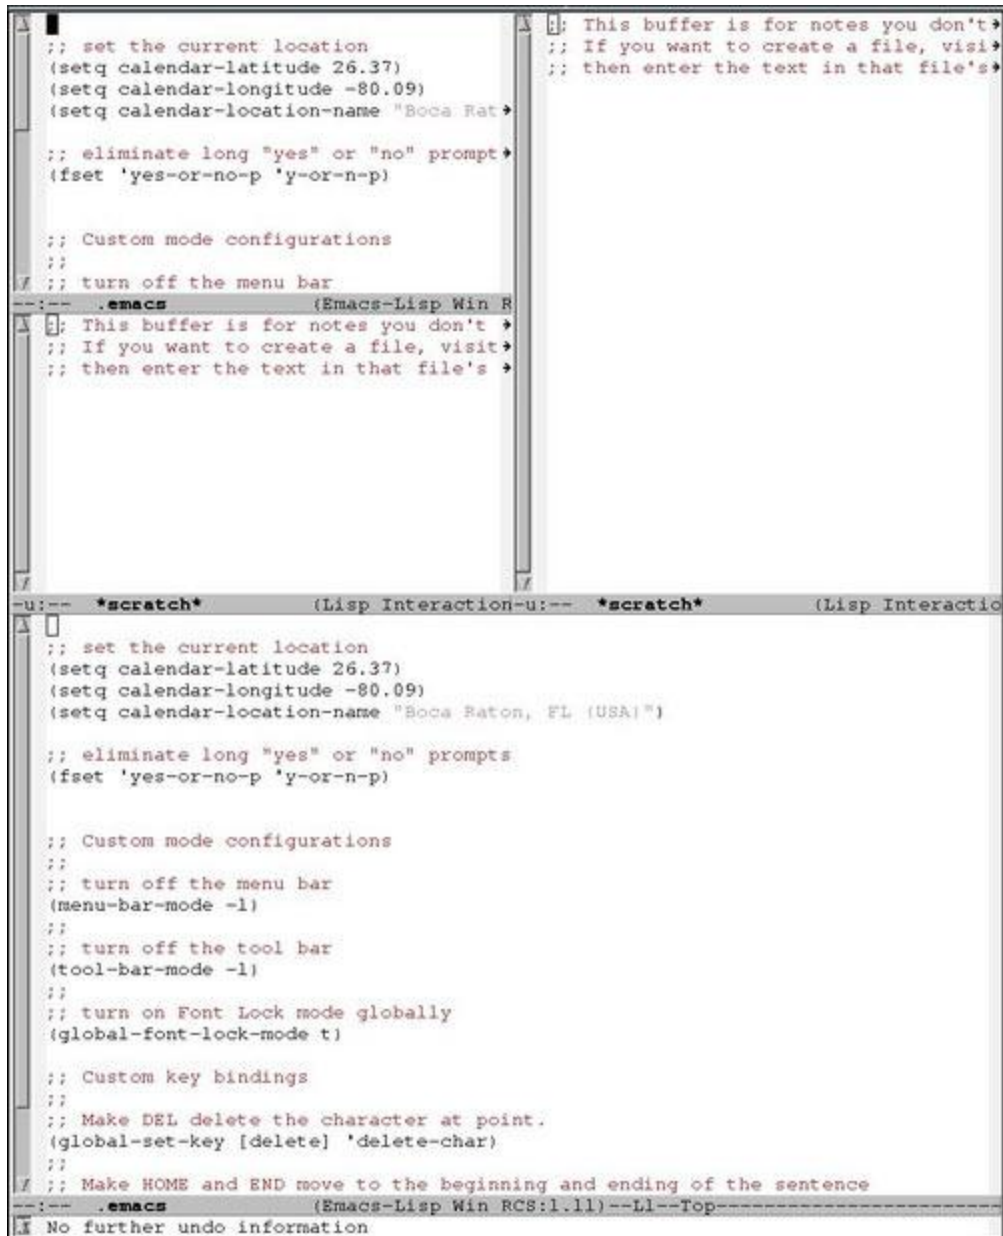 ;; set the current location
(setq calendar-latitude 26.37)
(setq calendar-longitude -80.09)
(setq calendar-location-name "Boca Rat
;; eliminate long "yes" or "no" prompt
(fset 'yes-or-no-p 'y-or-n-p)
;; Custom mode configurations
;;
;; turn off the menu bar
--:-- .emacs (Emacs-Lisp Win R
;; This buffer is for notes you don't
;; If you want to create a file, visi
;; then enter the text in that file's
;; This buffer is for notes you don't
;; If you want to create a file, visit
;; then enter the text in that file's
-u:-- *scratch* (Lisp Interaction
-u:-- *scratch* (Lisp Interactio
;; set the current location
(setq calendar-latitude 26.37)
(setq calendar-longitude -80.09)
(setq calendar-location-name "Boca Raton, FL (USA)")
;; eliminate long "yes" or "no" prompts
(fset 'yes-or-no-p 'y-or-n-p)
;; Custom mode configurations
;;
;; turn off the menu bar
(menu-bar-mode -1)
;;
;; turn off the tool bar
(tool-bar-mode -1)
;;
;; turn on Font Lock mode globally
(global-font-lock-mode t)
;; Custom key bindings
;;
;; Make DEL delete the character at point.
(global-set-key [delete] 'delete-char)
;;
;; Make HOME and END move to the beginning and ending of the sentence
--:-- .emacs (Emacs-Lisp Win RCS:1.11)--L1--Top------------------------
No further undo information